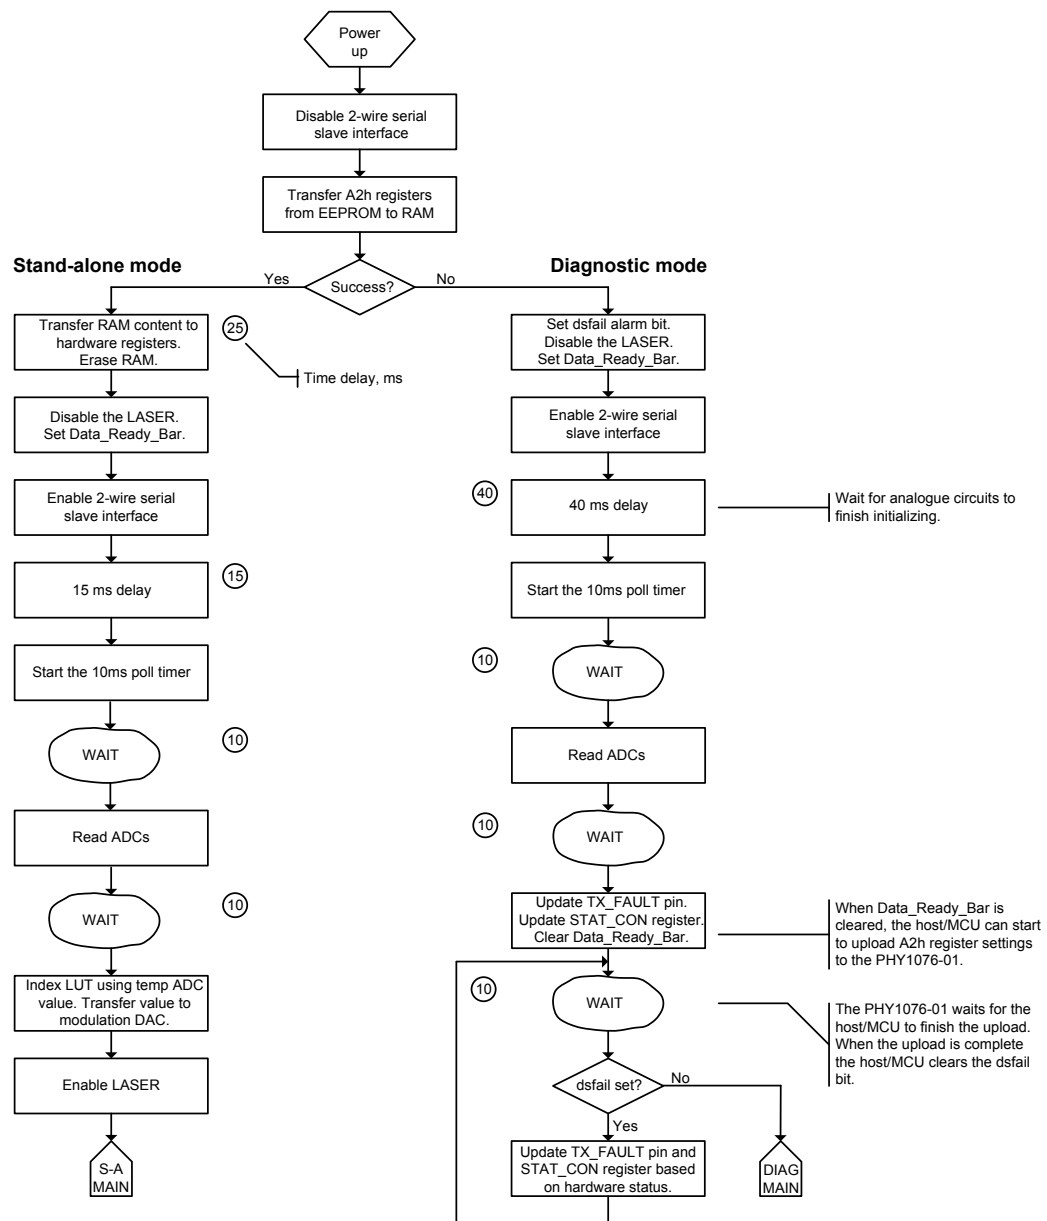 Power
up
Disable 2-wire serial
slave interface
Transfer A2h registers
from EEPROM to RAM
Stand-alone mode
Diagnostic mode
Yes
Success?
No
Transfer RAM content to
hardware registers.
Erase RAM.
25
Time delay, ms
Disable the LASER.
Set Data_Ready_Bar.
Enable 2-wire serial
slave interface
15 ms delay
15
Start the 10ms poll timer
WAIT
10
Read ADCs
WAIT
10
Index LUT using temp ADC
value. Transfer value to
modulation DAC.
Enable LASER
S-A
MAIN
Set dsfail alarm bit.
Disable the LASER.
Set Data_Ready_Bar.
Enable 2-wire serial
slave interface
40
40 ms delay
Wait for analogue circuits to
finish initializing.
Start the 10ms poll timer
10
WAIT
Read ADCs
10
WAIT
Update TX_FAULT pin.
Update STAT_CON register.
Clear Data_Ready_Bar.
When Data_Ready_Bar is
cleared, the host/MCU can start
to upload A2h register settings
to the PHY1076-01.
10
WAIT
The PHY1076-01 waits for the
host/MCU to finish the upload.
When the upload is complete
the host/MCU clears the dsfail
bit.
dsfail set?
No
Yes
Update TX_FAULT pin and
STAT_CON register based
on hardware status.
DIAG
MAIN